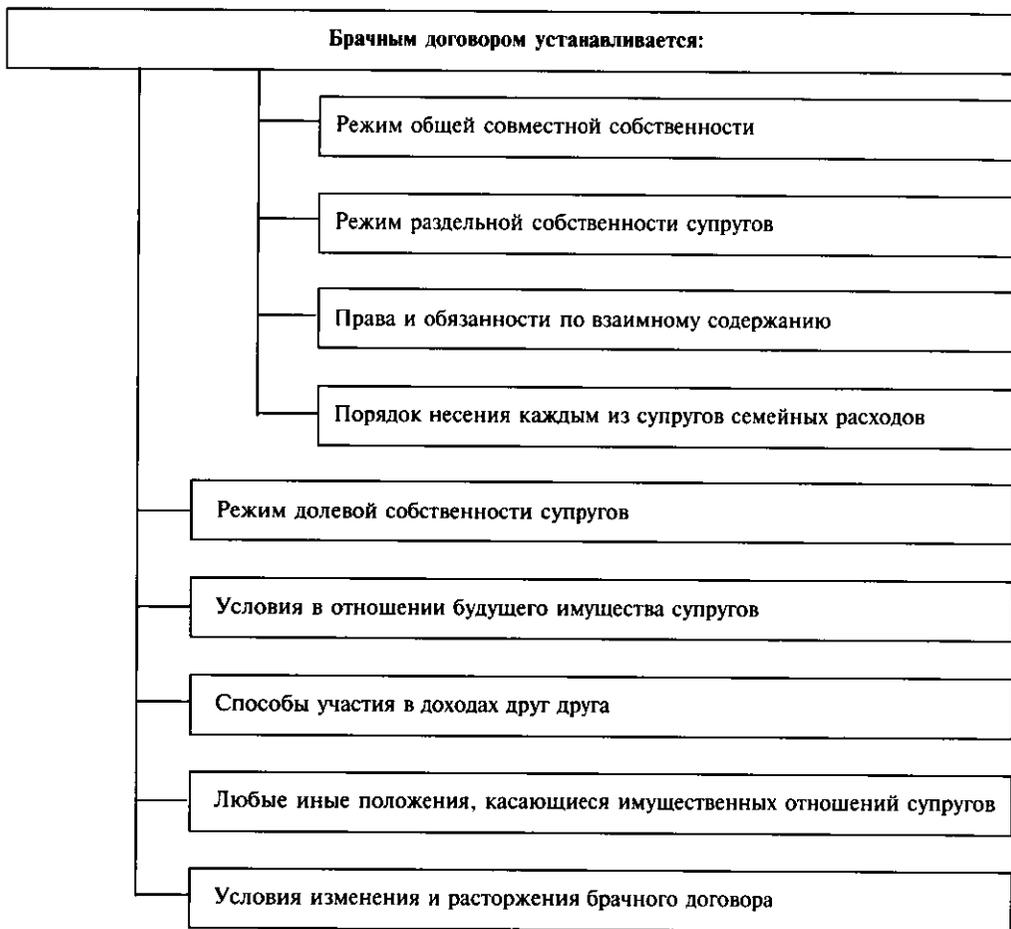 Брачным договором устанавливается:
Режим общей совместной собственности
Режим раздельной собственности супругов
Права и обязанности по взаимному содержанию
Порядок несения каждым из супругов семейных расходов
Режим долевой собственности супругов
Условия в отношении будущего имущества супругов
Способы участия в доходах друг друга
Любые иные положения, касающиеся имущественных отношений супругов
Условия изменения и расторжения брачного договора